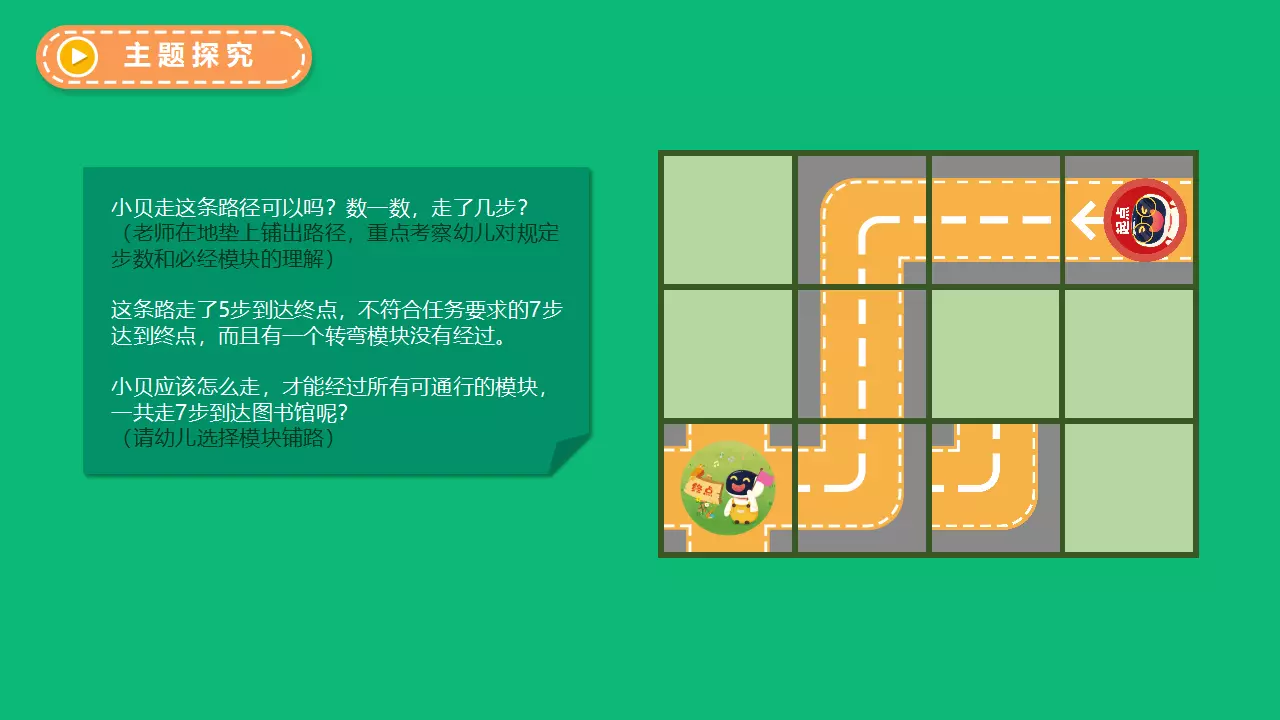 主题探究
小贝走这条路径可以吗？数一数，走了几步？
（老师在地垫上铺出路径，重点考察幼儿对规定
步数和必经模块的理解）
这条路走了5步到达终点，不符合任务要求的7步
达到终点，而且有一个转弯模块没有经过。
小贝应该怎么走，才能经过所有可通行的模块，
一共走7步到达图书馆呢？
（请幼儿选择模块铺路）
起点
终点